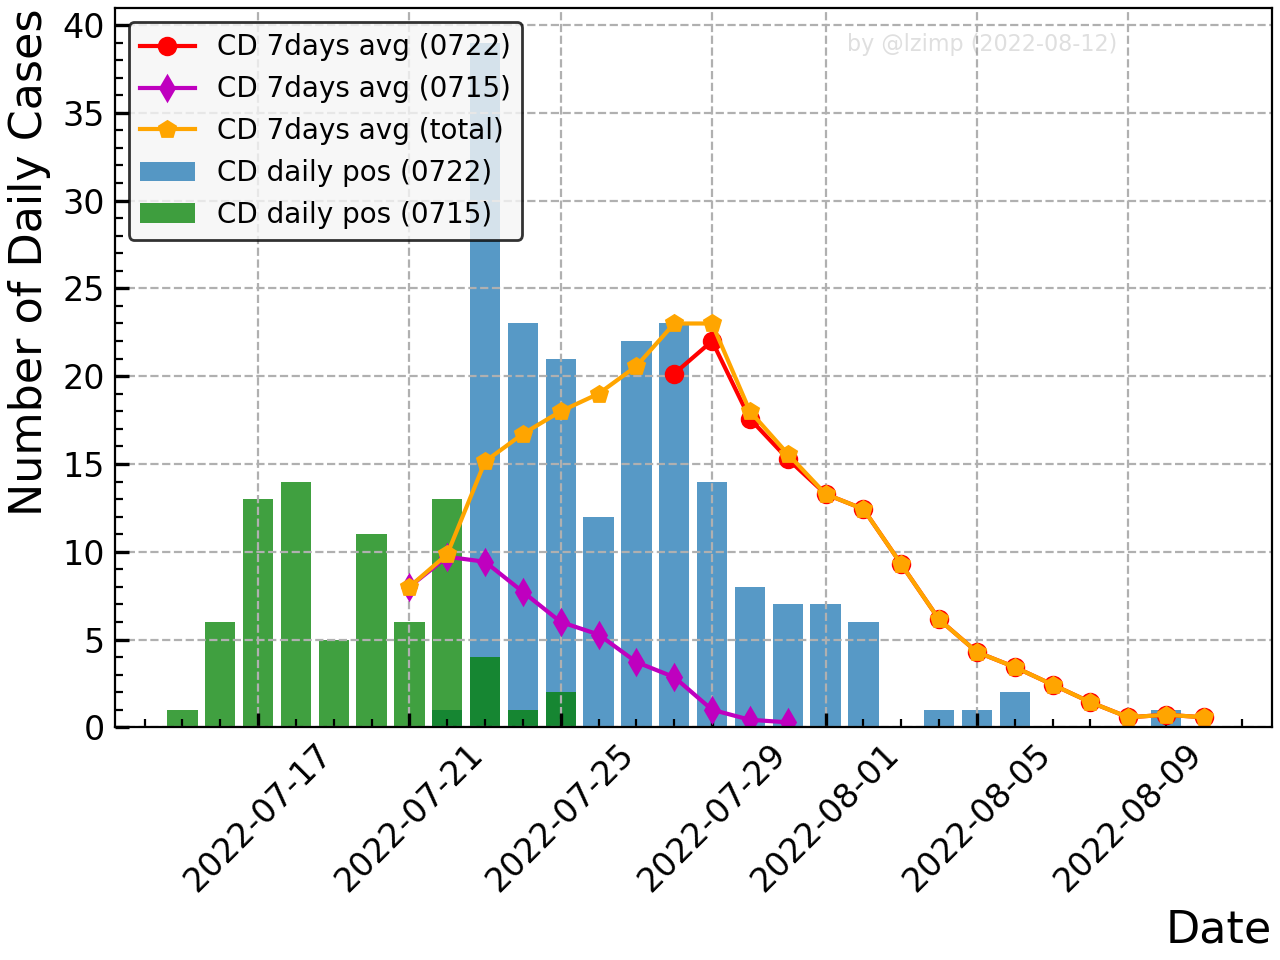 Number of Daily Cases
40
35
30
25
20
15
10
5
0
CD 7days avg (0722)
CD 7days avg (0715)
CD 7days avg (total)
CD daily pos (0722)
CD daily pos (0715)
by @lzimp (2022-08-12)
2022-07-17
2022-07-21
2022-07-25
2022-07-29
2022-08-01
2022-08-05
2022-08-09
Date